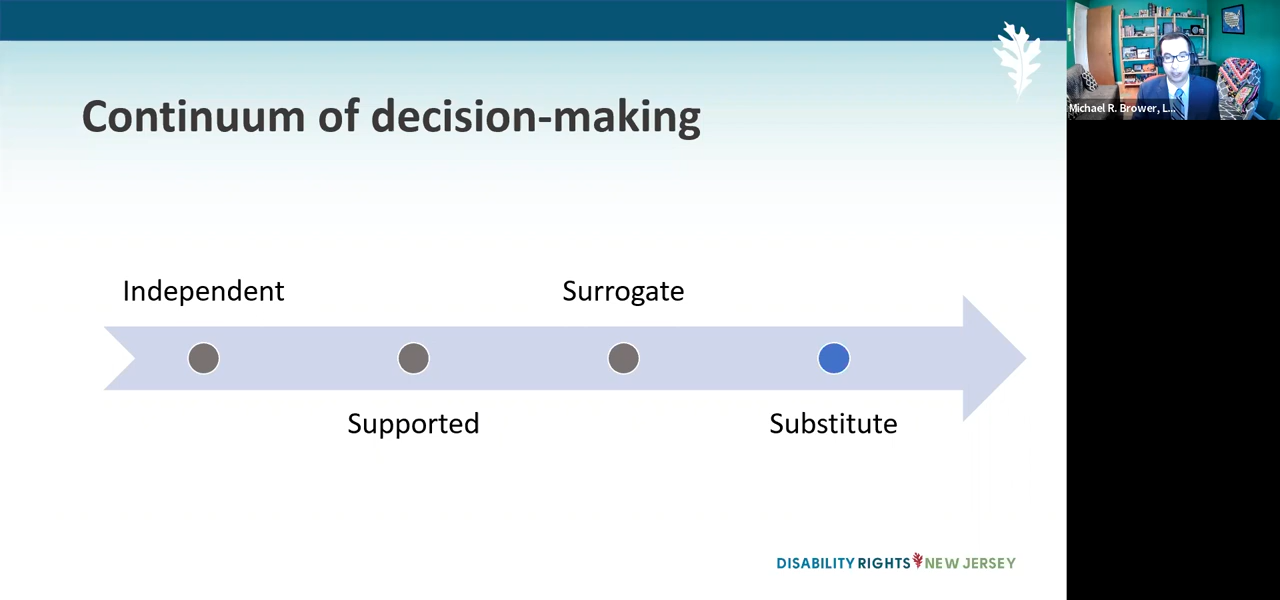 Continuum of decision-making
Michael R. Brower, L...
Independent
Surrogate
Supported
Substitute
DISABILITY RIGHTS NEW JERSEY